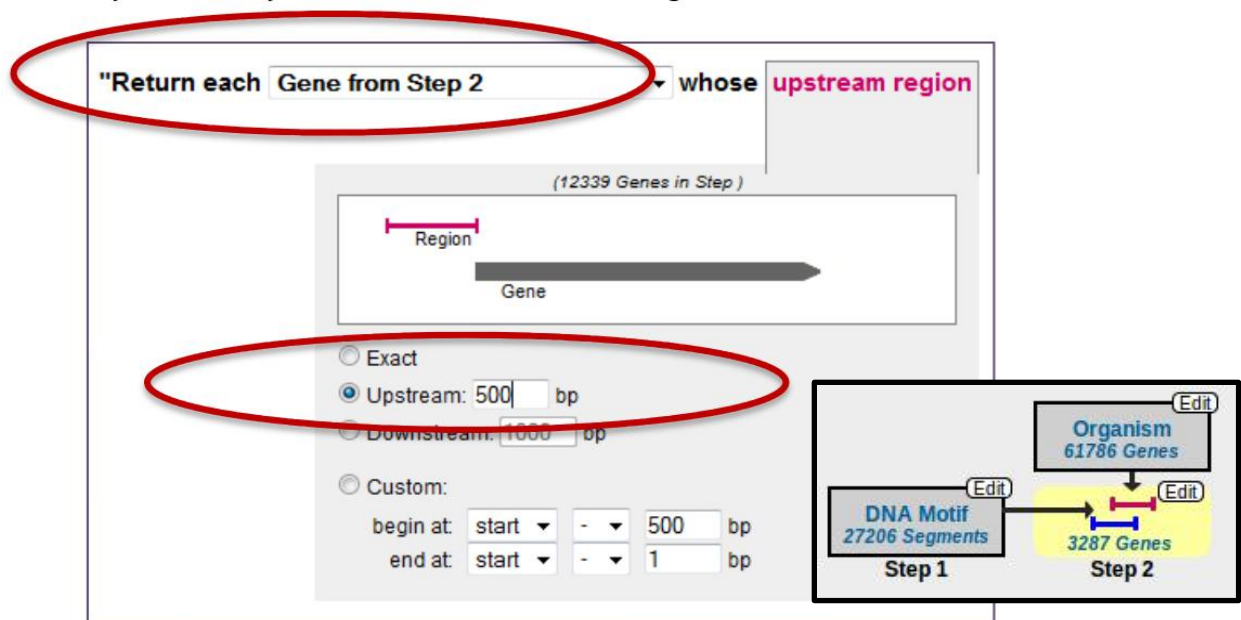 "Return each Gene from Step 2 whose upstream region
(12339 Genes in Step )
Region
Gene
Exact
Upstream: 500 bp
Downstream: 1000 bp
Custom:
begin at: start - 500 bp
end at: start - 1 bp
Edit
Organism
61786 Genes
Edit
DNA Motif
27206 Segments
Edit
3287 Genes
Step 1
Step 2